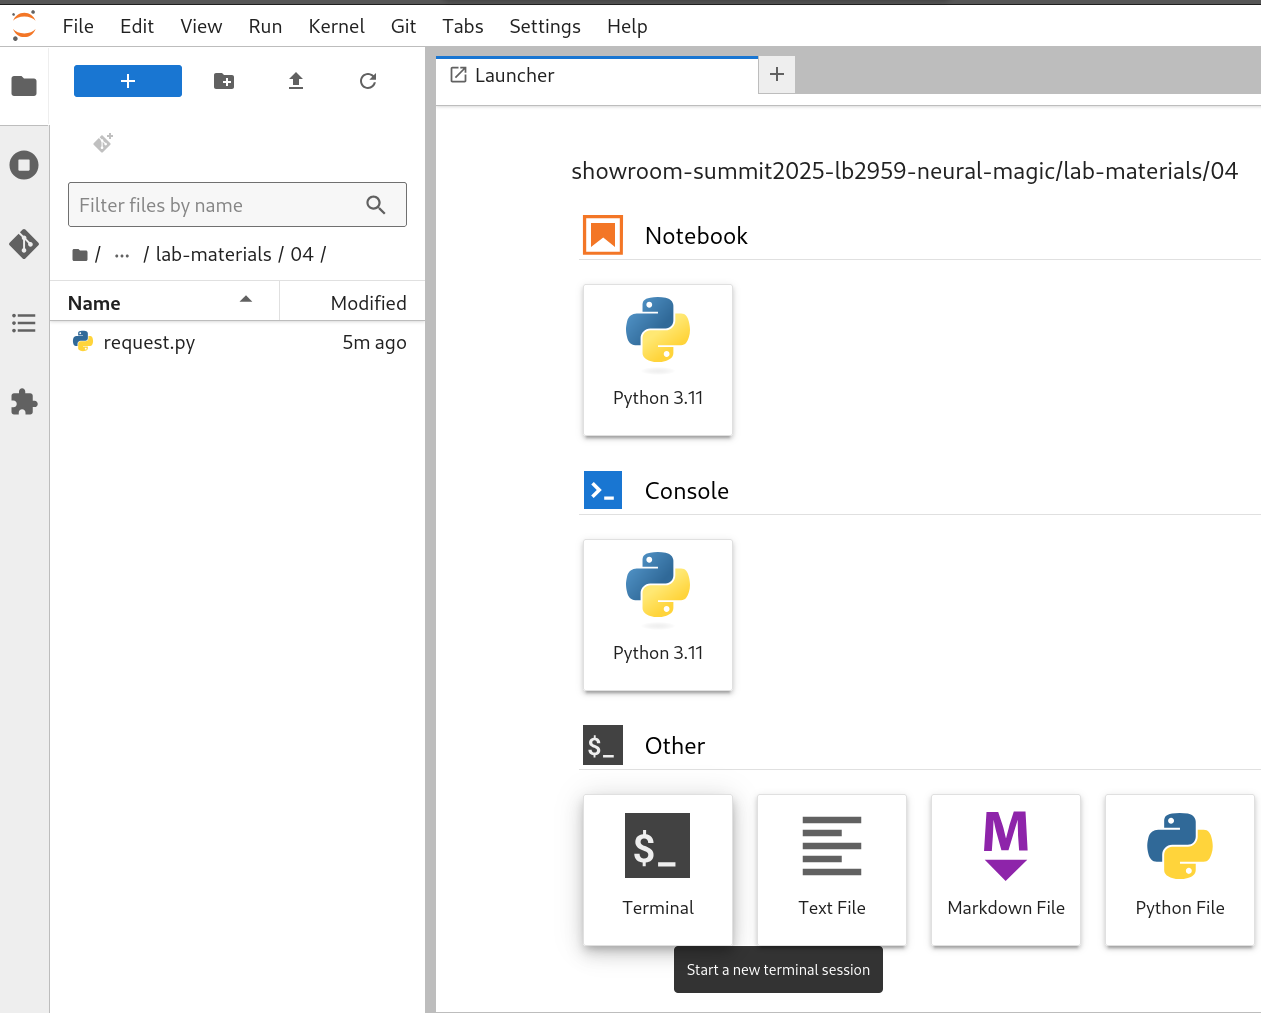 File Edit View Run Kernel Git Tabs Settings Help
Launcher
Filter files by name
/ ... / lab-materials / 04 /
Name Modified
request.py 5m ago
showroom-summit2025-lb2959-neural-magic/lab-materials/04
Notebook
Python 3.11
Console
Python 3.11
$_ Other
$_
M
Terminal Text File Markdown File Python File
Start a new terminal session